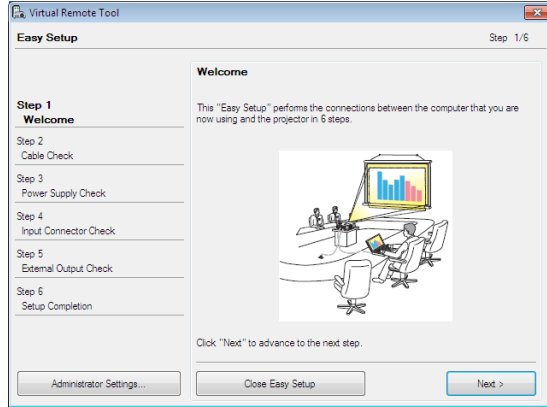 Virtual Remote Tool
Easy Setup
Step 1/6
Step 1
Welcome
Step 2
Cable Check
Step 3
Power Supply Check
Step 4
Input Connector Check
Step 5
External Output Check
Step 6
Setup Completion
Administrator Settings...
Welcome
This "Easy Setup" performs the connections between the computer that you are
now using and the projector in 6 steps.
Click "Next" to advance to the next step.
Close Easy Setup
Next >